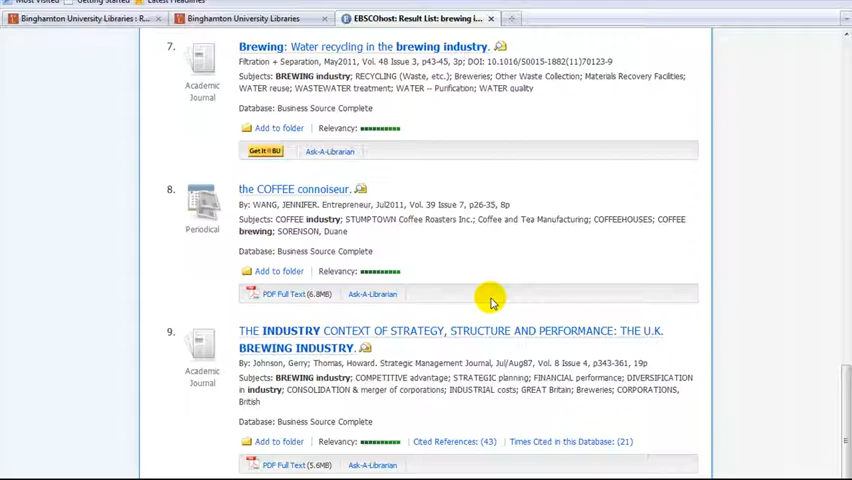 Most Visited Getting Started Latest Headlines
Binghamton University Libraries : R... Binghamton University Libraries EBSCOhost: Result List: brewing i...
7. Brewing: Water recycling in the brewing industry.
Filtration + Separation, May2011, Vol. 48 Issue 3, p43-45, 3p; DOI: 10.1016/S0015-1882(11)70123-9
Academic
Journal
Subjects: BREWING industry; RECYCLING (Waste, etc.); Breweries; Other Waste Collection; Materials Recovery Facilities;
WATER reuse; WASTEWATER treatment; WATER -- Purification; WATER quality
Database: Business Source Complete
Add to folder | Relevancy:
Get it @ BU Ask-A-Librarian
8. the COFFEE connoiseur.
By: WANG, JENNIFER. Entrepreneur, Jul2011, Vol. 39 Issue 7, p26-35, 8p
Periodical
Subjects: COFFEE industry; STUMPTOWN Coffee Roasters Inc.; Coffee and Tea Manufacturing; COFFEEHOUSES; COFFEE
brewing; SORENSON, Duane
Database: Business Source Complete
Add to folder | Relevancy:
PDF Full Text (6.8MB) Ask-A-Librarian
9. THE INDUSTRY CONTEXT OF STRATEGY, STRUCTURE AND PERFORMANCE: THE U.K.
BREWING INDUSTRY.
By: Johnson, Gerry; Thomas, Howard. Strategic Management Journal, Jul/Aug87, Vol. 8 Issue 4, p343-361, 19p
Academic
Journal
Subjects: BREWING industry; COMPETITIVE advantage; STRATEGIC planning; FINANCIAL performance; DIVERSIFICATION
in industry; CONSOLIDATION & merger of corporations; INDUSTRIAL costs; GREAT Britain; Breweries; CORPORATIONS,
British
Database: Business Source Complete
Add to folder | Relevancy: Cited References: (43) Times Cited in this Database: (21)
PDF Full Text (5.6MB) Ask-A-Librarian